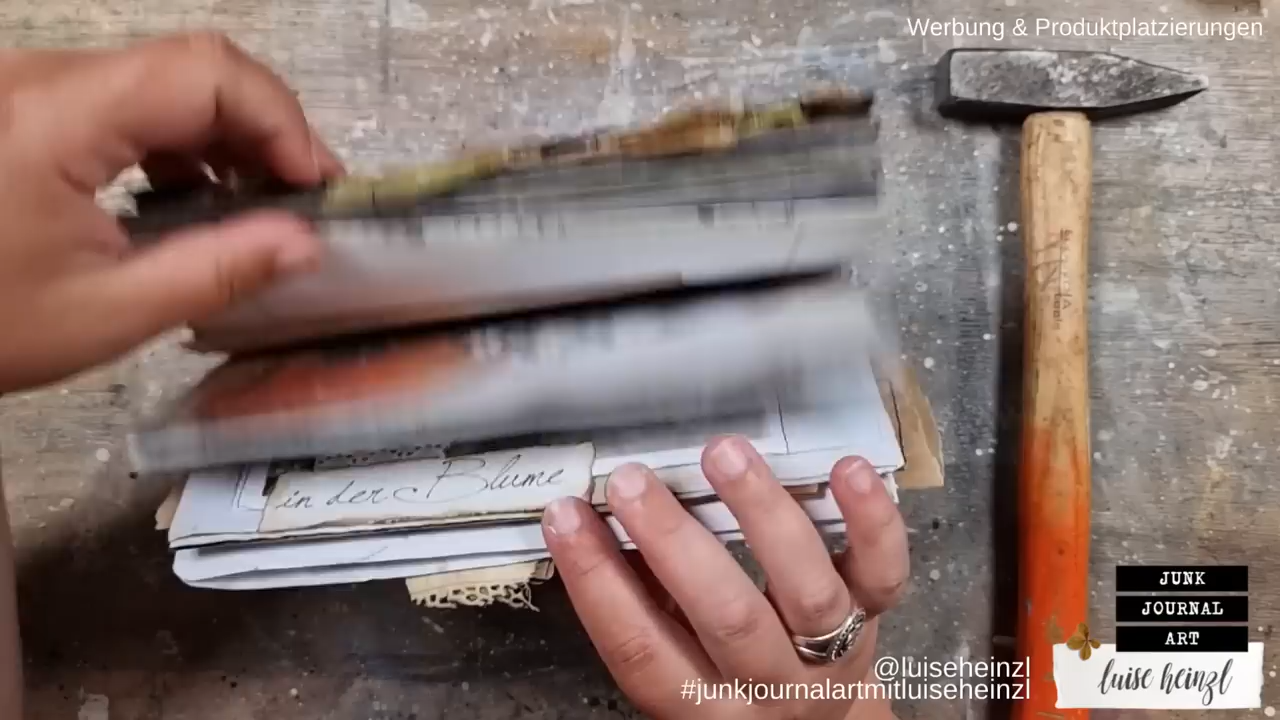 Werbung & Produktplatzierungen
in der Blume
JUNK
JOURNAL
ART
luise heinzl
@luiseheinzl
#junkjournalartmitluiseheinzl